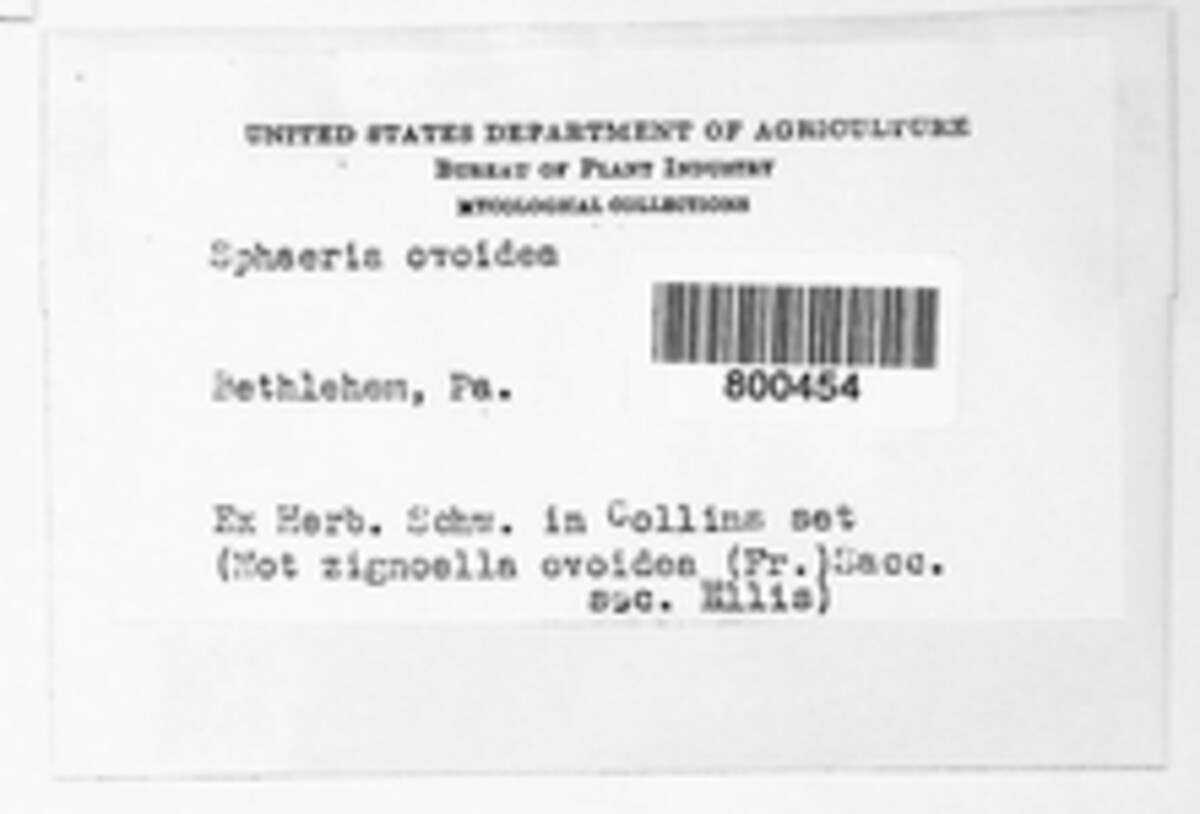 UNITED STATES DEPARTMENT OF AGRICULTURE
BUREAU OF PLANT INDUSTRY
MYCOLOGICAL COLLECTIONS
Sphaeria ovoidea
800454
Bethlehem, Pa.
Ex Herb. Schw. in Collins set
(Not zignoella ovoidea (Fr.)Sacc.
sec. Ellis)